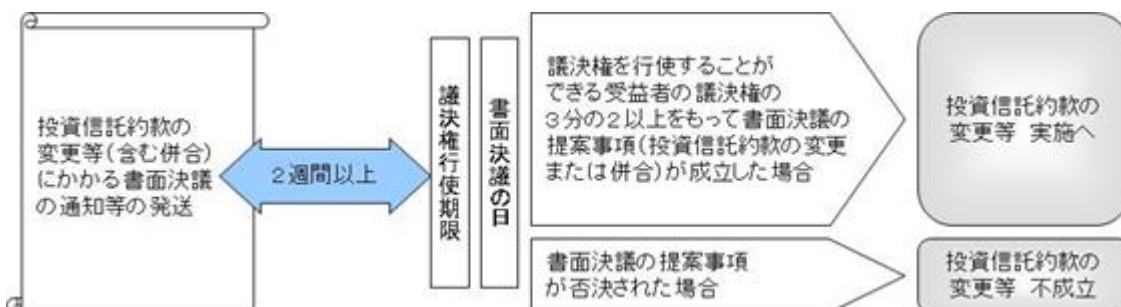 投資信託約款の
変更等(含む併合)
にかかる書面決議
の通知等の発送
2週間以上
議決権行使期限
書面決議の日
議決権を行使することが
できる受益者の議決権の
3分の2以上をもって書面決議の
提案事項(投資信託約款の変更
または併合)が成立した場合
投資信託約款の
変更等 実施へ
書面決議の提案事項
が否決された場合
投資信託約款の
変更等 不成立